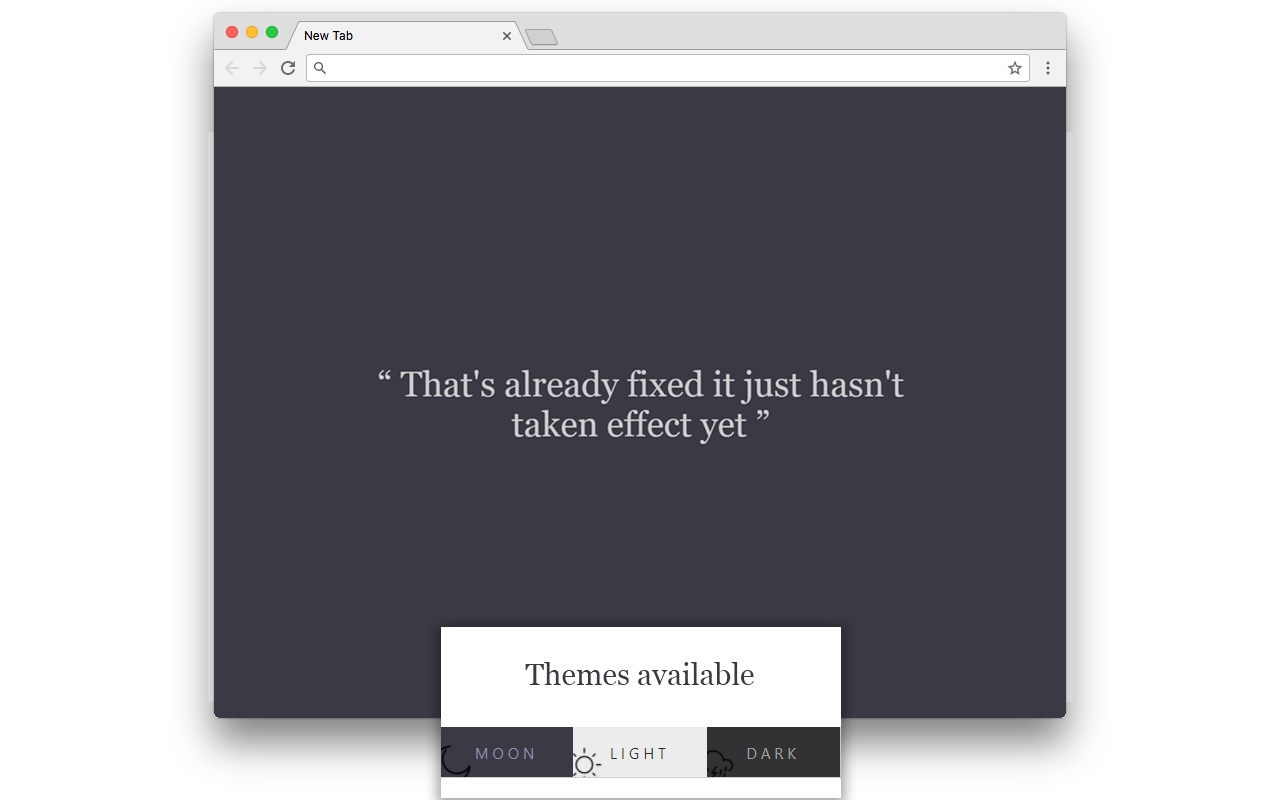 New Tab
“ That's already fixed it just hasn't
taken effect yet ”
Themes available
MOON
LIGHT
DARK